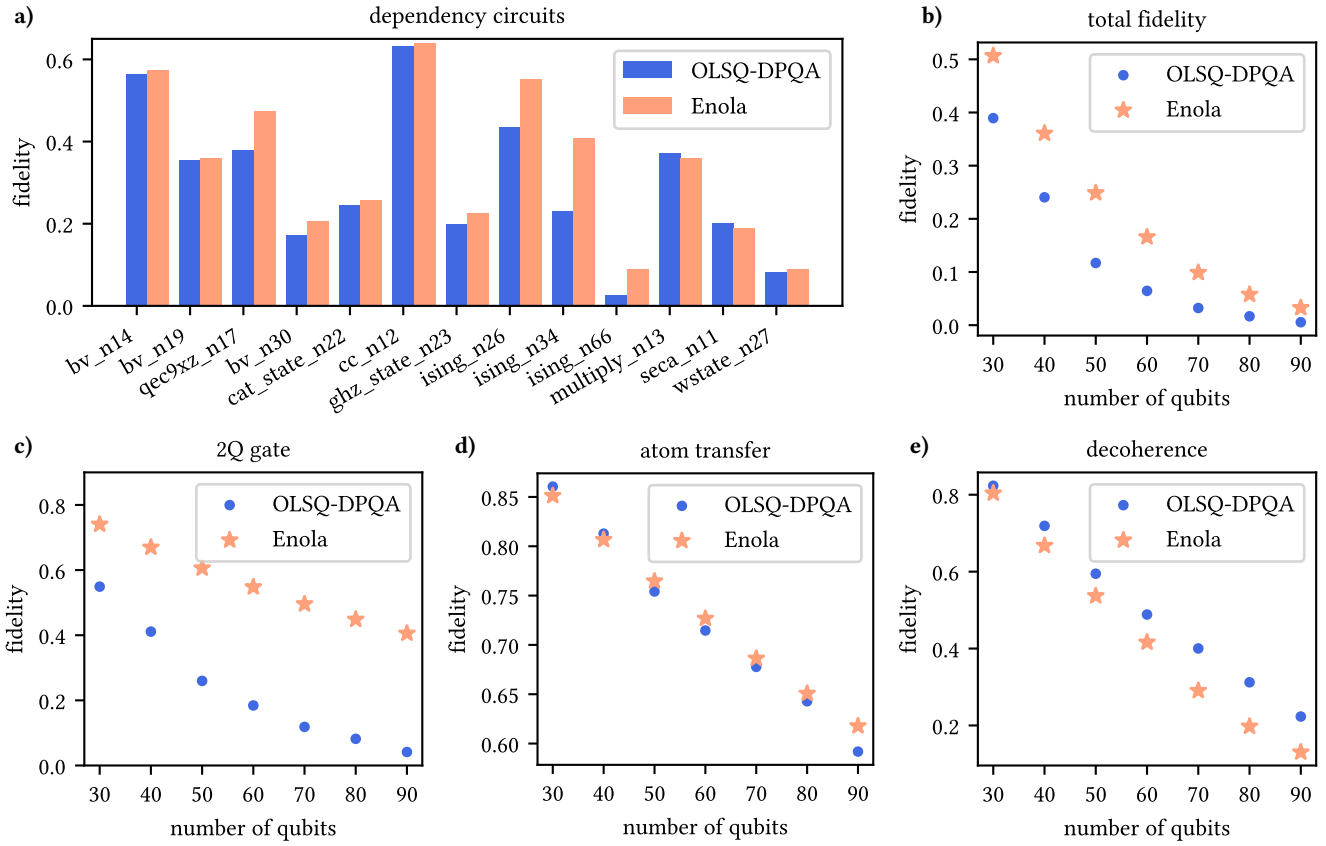 a)
dependency circuits
fidelity
0.6
0.4
0.2
0.0
OLSQ-DPQA
Enola
bv_n14
bv_n19
qec9xz_n17
bv_n30
cat_state_n22
cc_n12
ghz_state_n23
ising_n26
ising_n34
ising_n66
multiply_n13
seca_n11
wstate_n27
b)
total fidelity
fidelity
0.5
0.4
0.3
0.2
0.1
0.0
OLSQ-DPQA
Enola
30 40 50 60 70 80 90
number of qubits
c)
2Q gate
fidelity
0.8
0.6
0.4
0.2
0.0
OLSQ-DPQA
Enola
30 40 50 60 70 80 90
number of qubits
d)
atom transfer
fidelity
0.85
0.80
0.75
0.70
0.65
0.60
OLSQ-DPQA
Enola
30 40 50 60 70 80 90
number of qubits
e)
decoherence
fidelity
0.8
0.6
0.4
0.2
OLSQ-DPQA
Enola
30 40 50 60 70 80 90
number of qubits